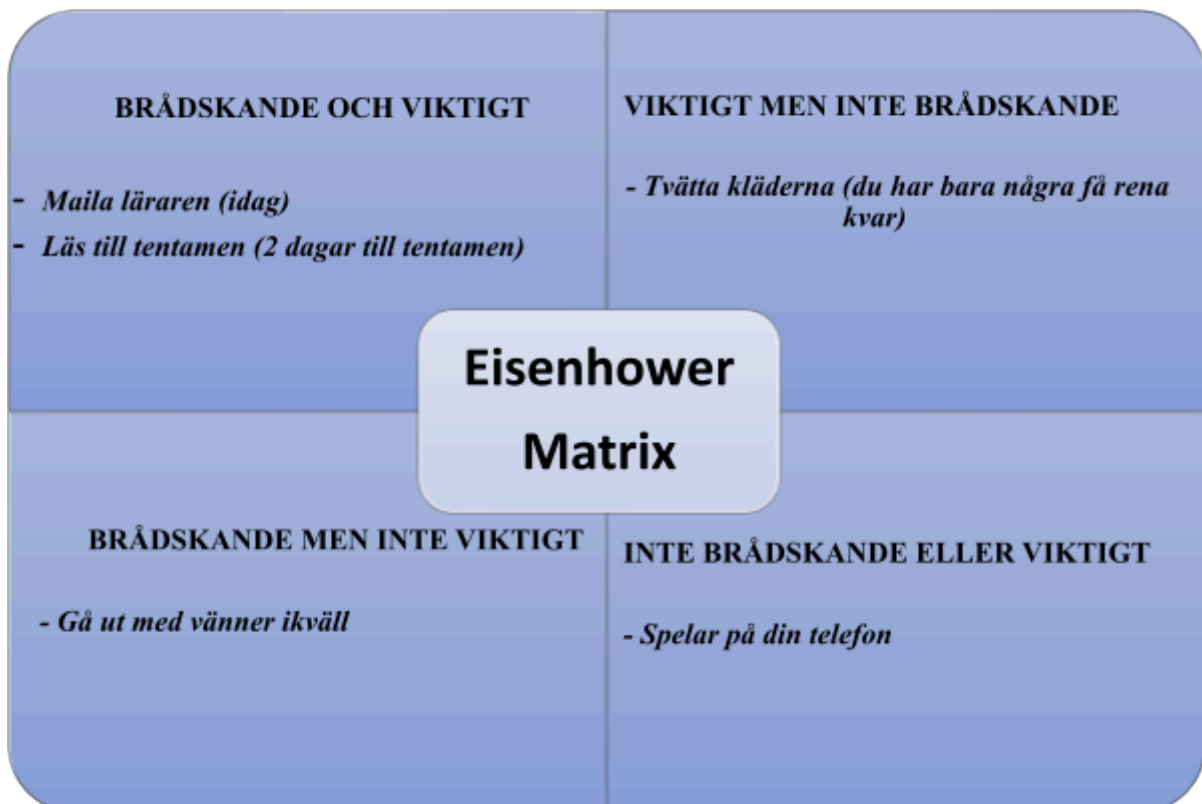 BRÅDSKANDE OCH VIKTIGT
- Maila läraren (idag)
- Läs till tentamen (2 dagar till tentamen)
VIKTIGT MEN INTE BRÅDSKANDE
- Tvätta kläderna (du har bara några få rena
kvar)
Eisenhower
Matrix
BRÅDSKANDE MEN INTE VIKTIGT
- Gå ut med vänner ikväll
INTE BRÅDSKANDE ELLER VIKTIGT
- Spelar på din telefon